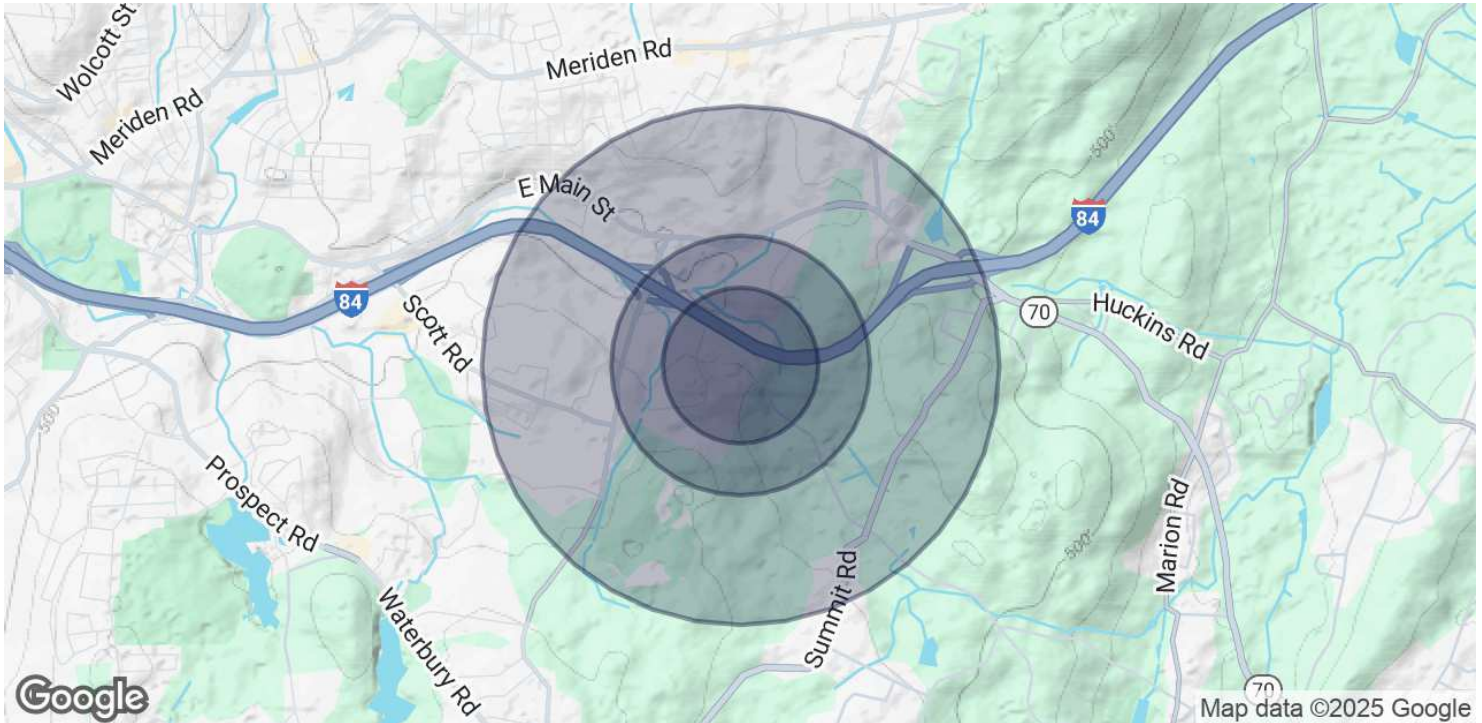 Wolcott St
Meriden Rd
Meriden Rd
E Main St
500'
84
84
Scott Rd
70
Huckins Rd
500
Prospect Rd
500'
Marion Rd
Waterbury Rd
Summit Rd
70
Google
Map data ©2025 Google